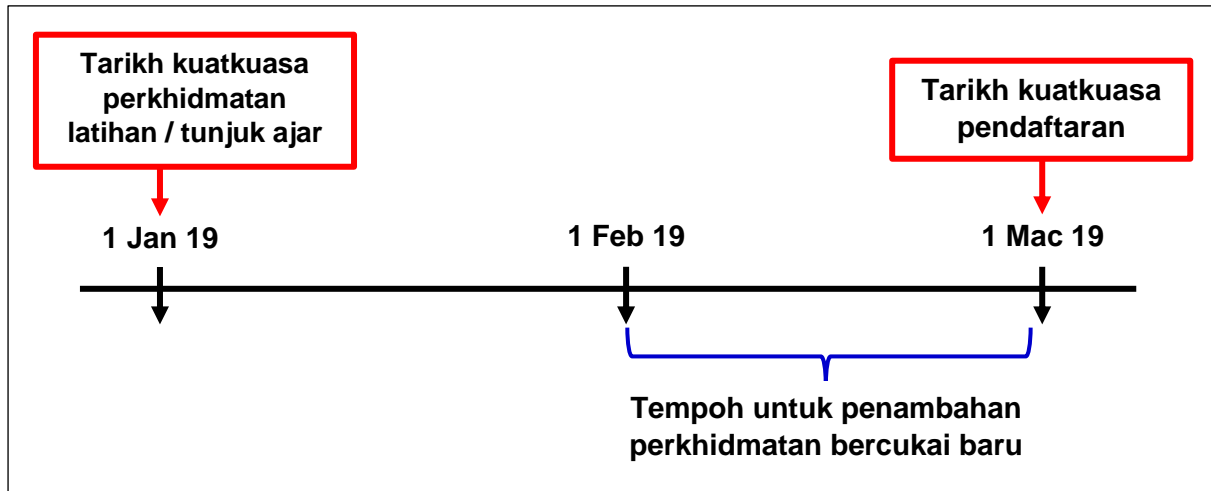 Tarikh kuatkuasa
perkhidmatan
latihan / tunjuk ajar
Tarikh kuatkuasa
pendaftaran
1 Jan 19
1 Feb 19
1 Mac 19
Tempoh untuk penambahan
perkhidmatan bercukai baru